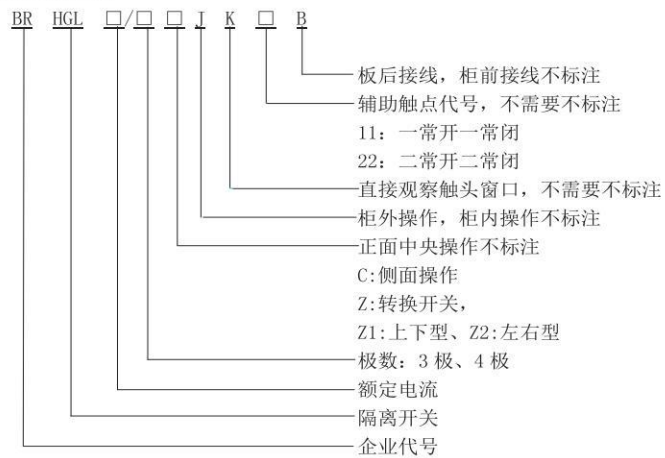 BR HGL □/□ □ J K □ B
板后接线，柜前接线不标注
辅助触点代号，不需要不标注
11：一常开一常闭
22：二常开二常闭
直接观察触头窗口，不需要不标注
柜外操作，柜内操作不标注
正面中央操作不标注
C:侧面操作
Z:转换开关，
Z1:上下型、Z2:左右型
极数：3极、4极
额定电流
隔离开关
企业代号